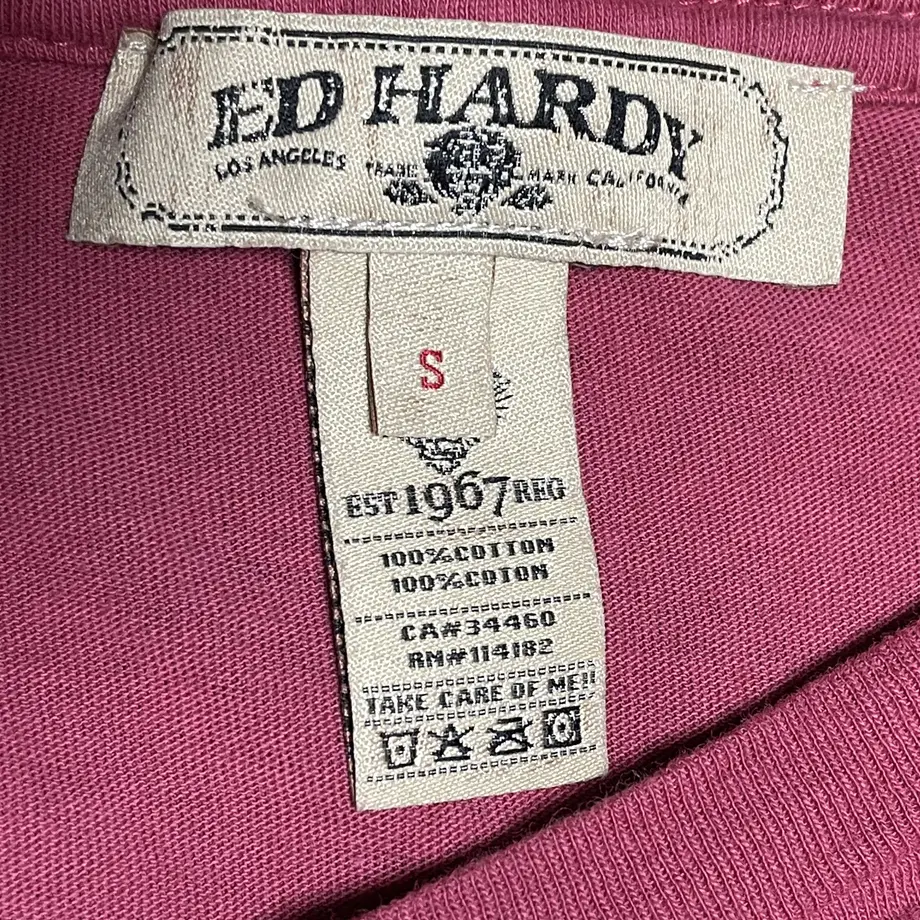 ED HARDY
LOS ANGELES TRADE MARK CALIFORNIA
S
EST 1967 REG
100%COTTON
100%COTON
CA#34460
RN#114182
TAKE CARE OF ME!!